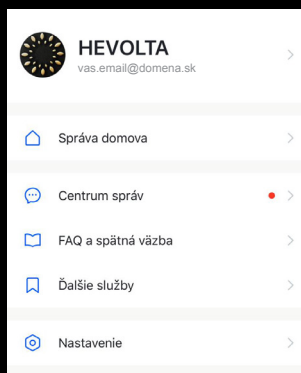 HEVOLTA
vas.email@domena.sk
Správa domova
Centrum správ
FAQ a spätná väzba
Ďalšie služby
Nastavenie